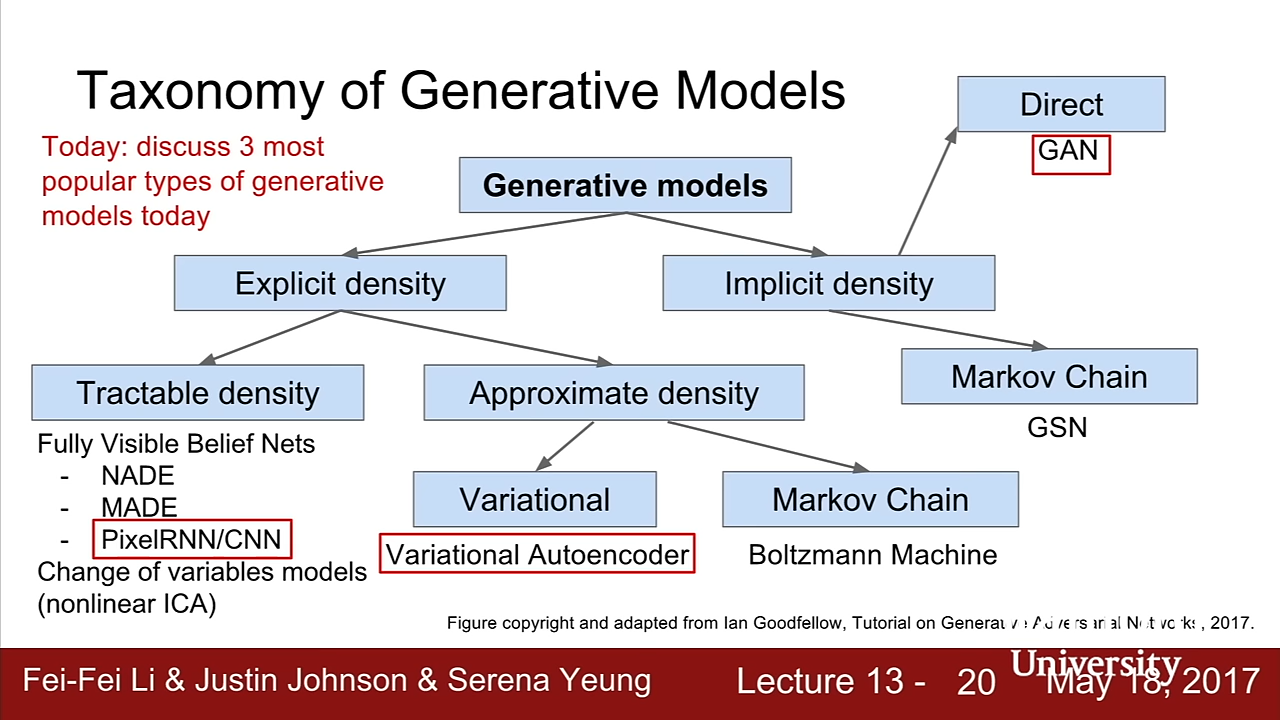 Taxonomy of Generative Models
Direct
GAN
Today: discuss 3 most
popular types of generative
models today
Generative models
Explicit density
Implicit density
Tractable density
Approximate density
Markov Chain
GSN
Fully Visible Belief Nets
- NADE
- MADE
- PixelRNN/CNN
Change of variables models
(nonlinear ICA)
Variational
Markov Chain
Variational Autoencoder
Boltzmann Machine
Figure copyright and adapted from Ian Goodfellow, Tutorial on Generative Adversarial Networks, 2017.
Fei-Fei Li & Justin Johnson & Serena Yeung
Lecture 13 - 20
May 18, 2017
University